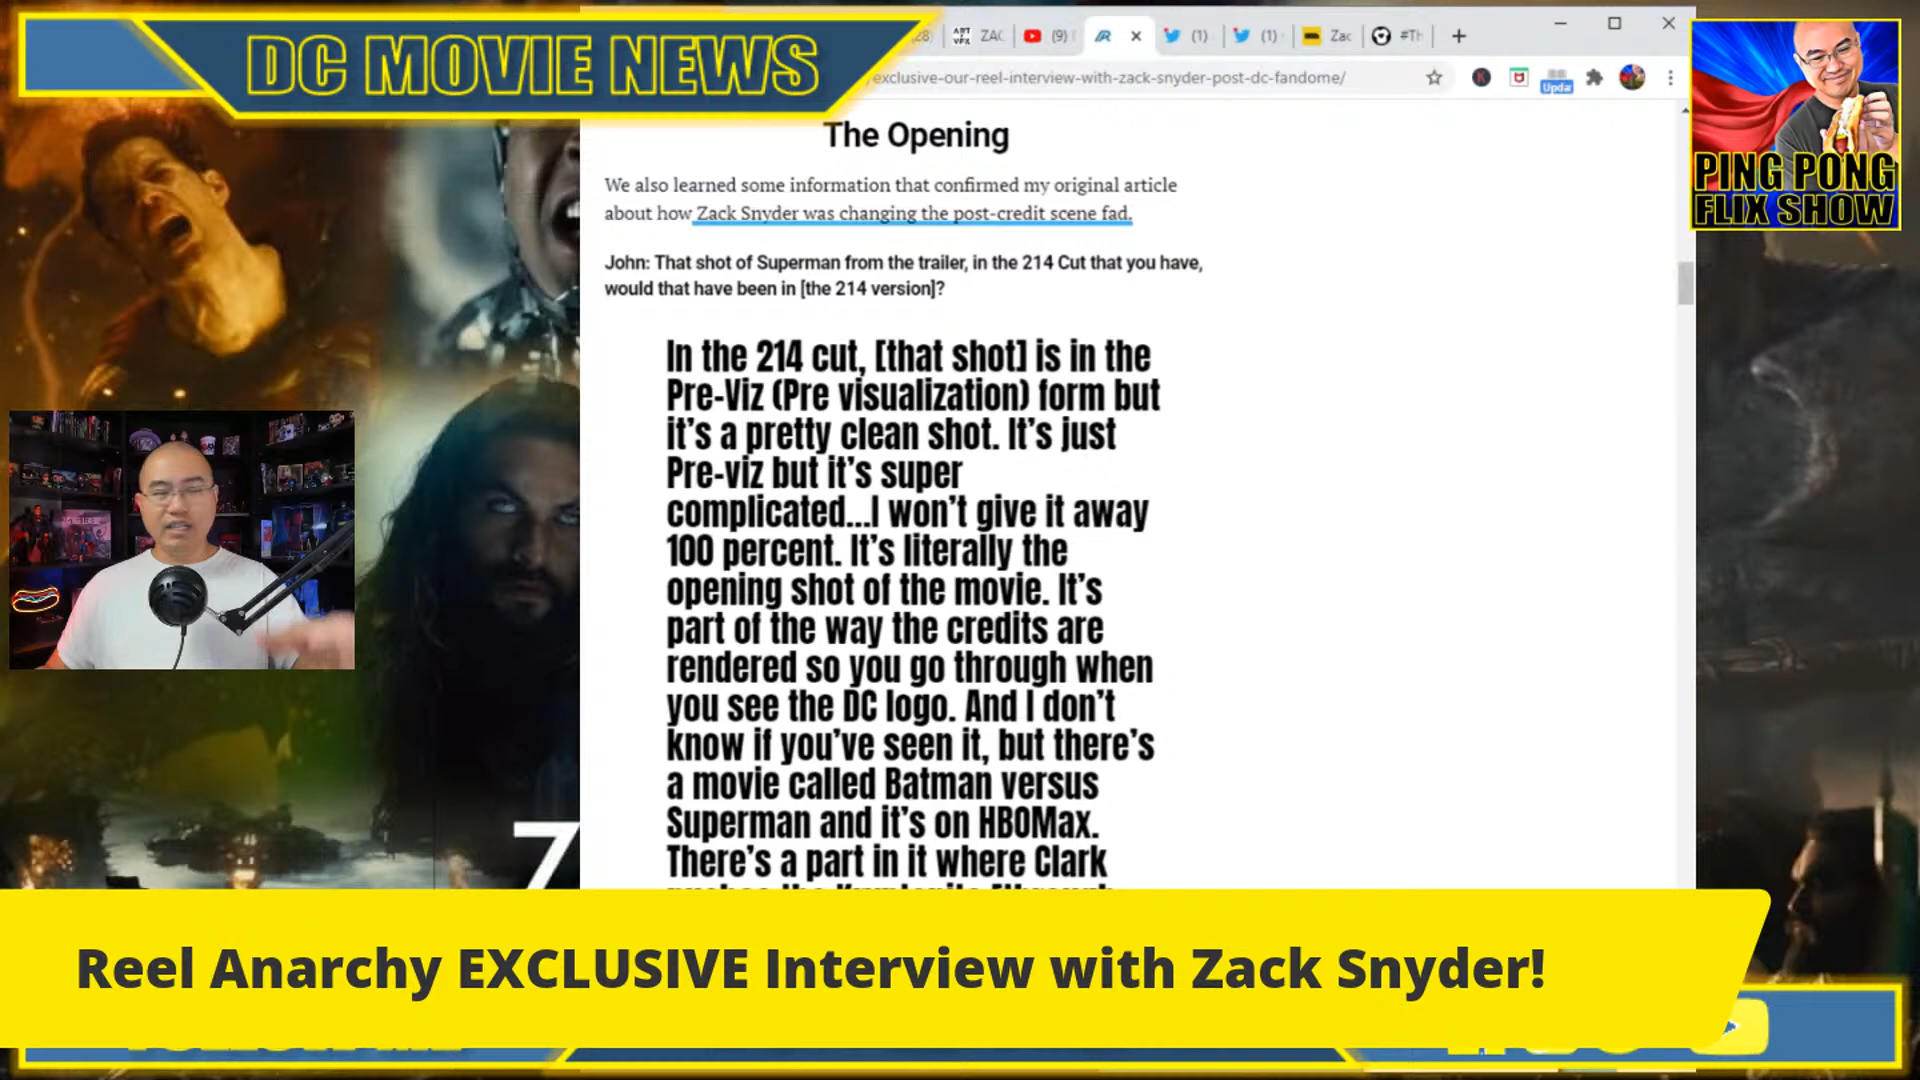 DC MOVIE NEWS
ZAC
(9)
(1)
(1)
Zac
#Th
exclusive-our-reel-interview-with-zack-snyder-post-dc-fandome/
Upda
PING PONG
FLIX SHOW
The Opening
We also learned some information that confirmed my original article
about how Zack Snyder was changing the post-credit scene fad.
John: That shot of Superman from the trailer, in the 214 Cut that you have,
would that have been in [the 214 version]?
In the 214 cut, [that shot] is in the
Pre-Viz (Pre visualization) form but
it's a pretty clean shot. It's just
Pre-viz but it's super
complicated...I won't give it away
100 percent. It's literally the
opening shot of the movie. It's
part of the way the credits are
rendered so you go through when
you see the DC logo. And I don't
know if you've seen it, but there's
a movie called Batman versus
Superman and it's on HBOMax.
There's a part in it where Clark
Reel Anarchy EXCLUSIVE Interview with Zack Snyder!